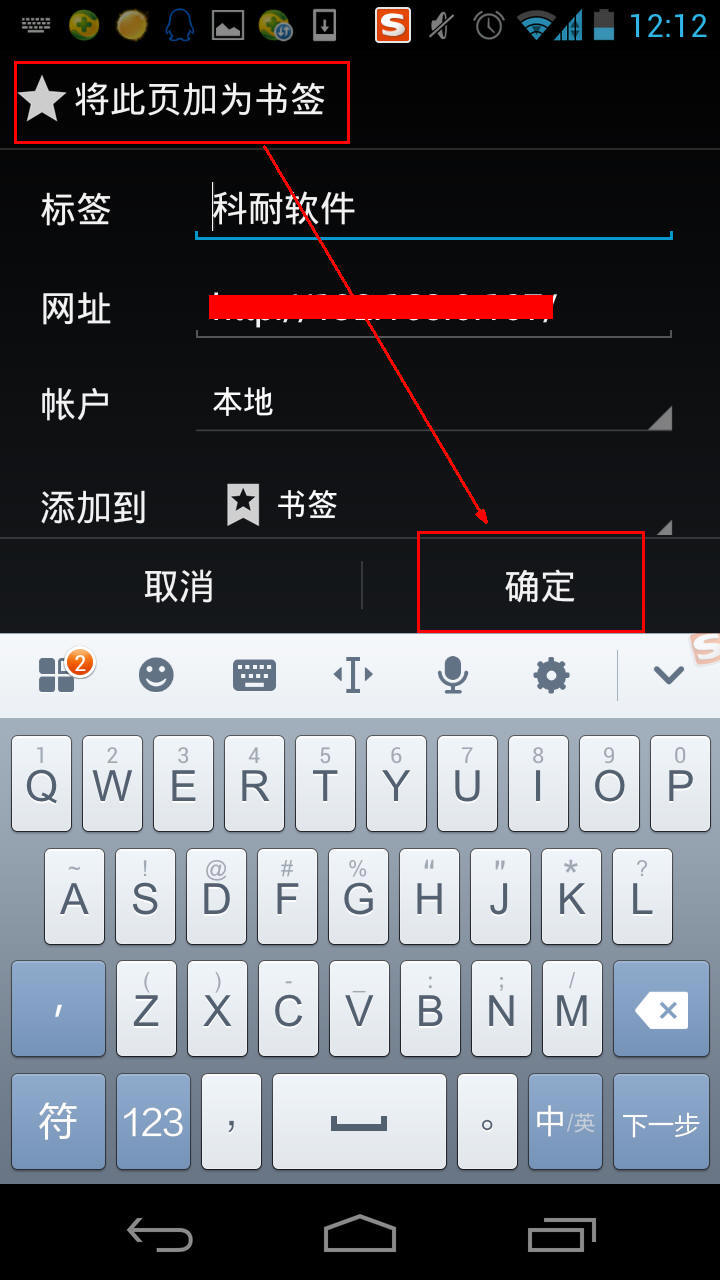 12:12
将此页加为书签
标签 科耐软件
网址
帐户 本地
添加到 书签
取消 确定
2
1 2 3 4 5 6 7 8 9 0
Q W E R T Y U I O P
~ ! @ # % “ " * ?
A S D F G H J K L
( ) - _ : ; /
' Z X C V B N M
符 123 ， 。 中/英 下一步